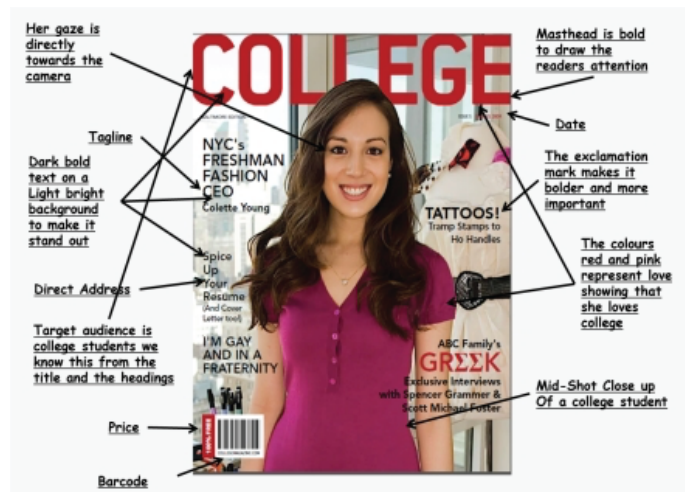 Her gaze is
directly
towards the
camera
Tagline
Dark bold
text on a
Light bright
background
to make it
stand out
Direct Address
Target audience is
college students we
know this from the
title and the headings
Price
Barcode
COLLEGE
NYC's
FRESHMAN
FASHION
CEO
Colette Young
Spice
Up
Your
Resume
(And Cover
Letter too!)
I'M GAY
AND IN A
FRATERNITY
100% FREE
TATTOOS!
Tramp Stamps to
Ho Handles
ABC Family's
GRΣΣK
Exclusive Interviews
with Spencer Grammer &
Scott Michael Foster
Masthead is bold
to draw the
readers attention
Date
The exclamation
mark makes it
bolder and more
important
The colours
red and pink
represent love
showing that
she loves
college
Mid-Shot Close up
Of a college student